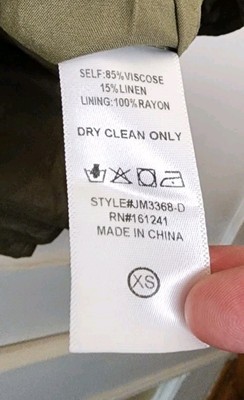 SELF:85%VISCOSE
15%LINEN
LINING:100%RAYON
DRY CLEAN ONLY
STYLE#JM3368-D
RN#161241
MADE IN CHINA
XS